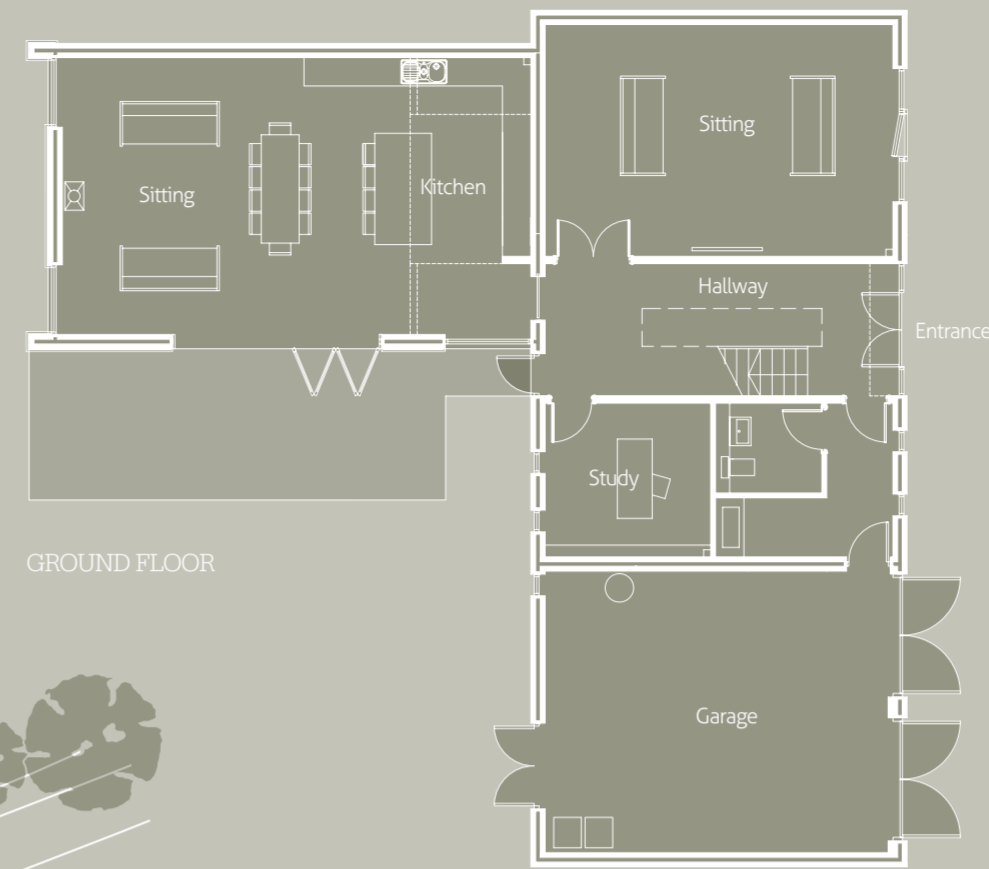 Sitting
Sitting
Kitchen
Hallway
Entrance
Study
GROUND FLOOR
Garage